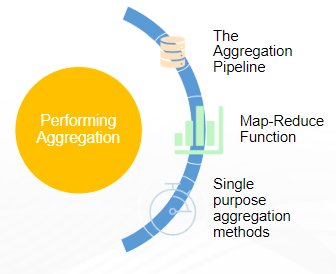 Performing
Aggregation
The
Aggregation
Pipeline
Map-Reduce
Function
Single
purpose
aggregation
methods